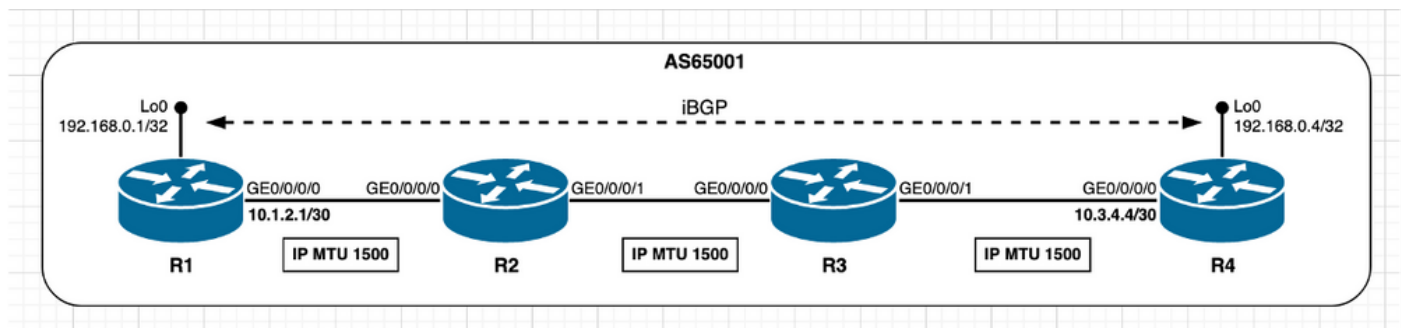 AS65001
iBGP
Lo0
192.168.0.1/32
Lo0
192.168.0.4/32
GE0/0/0/0
GE0/0/0/0
GE0/0/0/1
GE0/0/0/0
GE0/0/0/1
GE0/0/0/0
10.1.2.1/30
10.3.4.4/30
IP MTU 1500
IP MTU 1500
IP MTU 1500
R1
R2
R3
R4